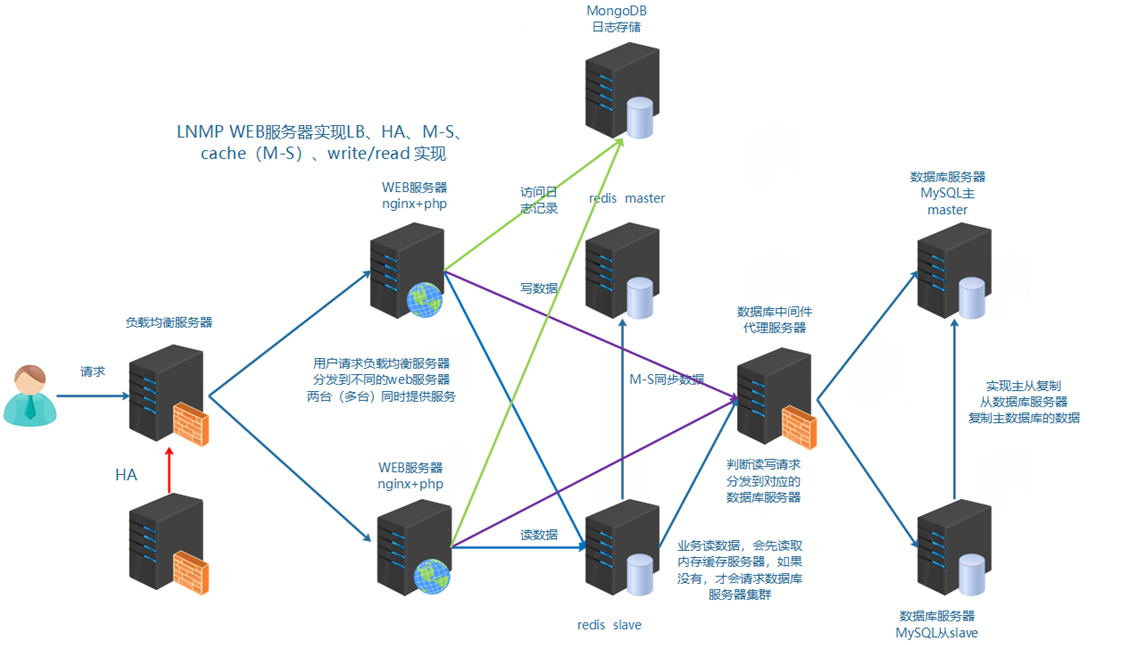 MongoDB
日志存储
LNMP WEB服务器实现LB、HA、M-S、
cache（M-S）、write/read 实现
WEB服务器
nginx+php
访问日
志记录
redis master
数据库服务器
MySQL主
master
写数据
数据库中间件
代理服务器
负载均衡服务器
请求
用户请求负载均衡服务器
分发到不同的web服务器
两台（多台）同时提供服务
M-S同步数据
实现主从复制
从数据库服务器
复制主数据库的数据
HA
WEB服务器
nginx+php
判断读写请求
分发到对应的
数据库服务器
读数据
业务读数据，会先读取
内存缓存服务器，如果
没有，才会请求数据库
服务器集群
redis slave
数据库服务器
MySQL从slave